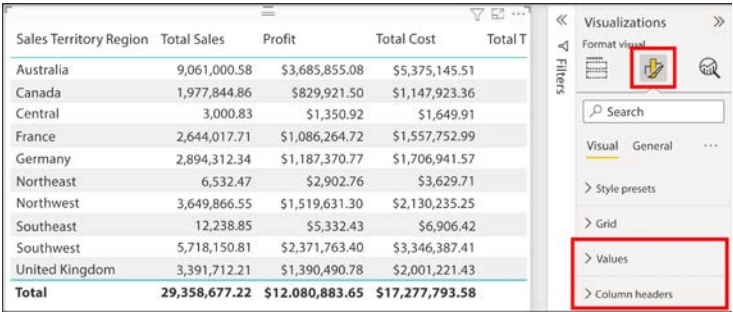 Sales Territory Region Total Sales Profit Total Cost Total T
Australia 9,061,000.58 $3,685,855.08 $5,375,145.51
Canada 1,977,844.86 $829,921.50 $1,147,923.36
Central 3,000.83 $1,350.92 $1,649.91
France 2,644,017.71 $1,086,264.72 $1,557,752.99
Germany 2,894,312.34 $1,187,370.77 $1,706,941.57
Northeast 6,532.47 $2,902.76 $3,629.71
Northwest 3,649,866.55 $1,519,631.30 $2,130,235.25
Southeast 12,238.85 $5,332.43 $6,906.42
Southwest 5,718,150.81 $2,371,763.40 $3,346,387.41
United Kingdom 3,391,712.21 $1,390,490.78 $2,001,221.43
Total 29,358,677.22 $12.080,883.65 $17,277,793.58
Filters
Visualizations
Format visual
Search
Visual General
Style presets
Grid
Values
Column headers